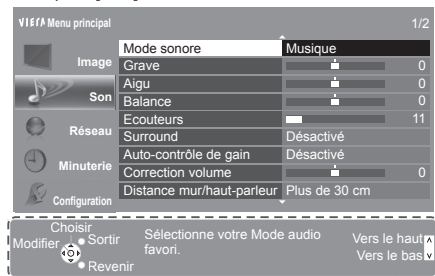 VIErA Menu principal 1/2
Image
Son
Réseau
Minuterie
Configuration
Mode sonore Musique
Grave 0
Aigu 0
Balance 0
Ecouteurs 11
Surround Désactivé
Auto-contrôle de gain Désactivé
Correction volume 0
Distance mur/haut-parleur Plus de 30 cm
Choisir
Modifier
Sortir
Revenir
Sélectionne votre Mode audio
favori.
Vers le haut
Vers le bas